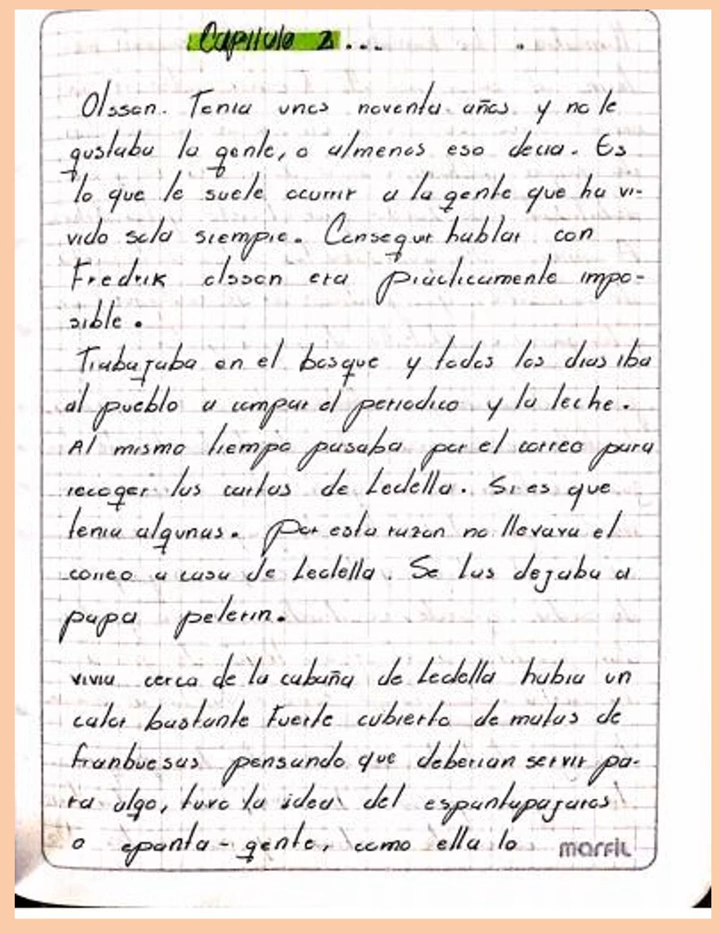 Capitulo 2...
Olsson. Tenia unos noventa años y no le
gustaba la gente, o almenos eso decia. Es
lo que le suele ocurrir a la gente que ha vi-
vido sola siempre. Conseguir hablar con
Fredrik olsson era prácticamente impo-
sible.
Trabajaba en el bosque y todos los dias iba
al pueblo a compar el periodico y la leche.
Al mismo tiempo pasaba por el correo para
recoger las cartas de Ledella. Si es que
tenia algunas. por esta razon no llevava el
correo a casa de Ledella. Se las dejaba a
papa pelerin.
vivia cerca de la cabaña de Ledella habia un
calor bastante fuerte cubierto de matas de
franbuesas pensando que deberian servir pa-
ra algo, tuvo la idea del espantapajaros
o epanta-gente, como ella lo
marfil